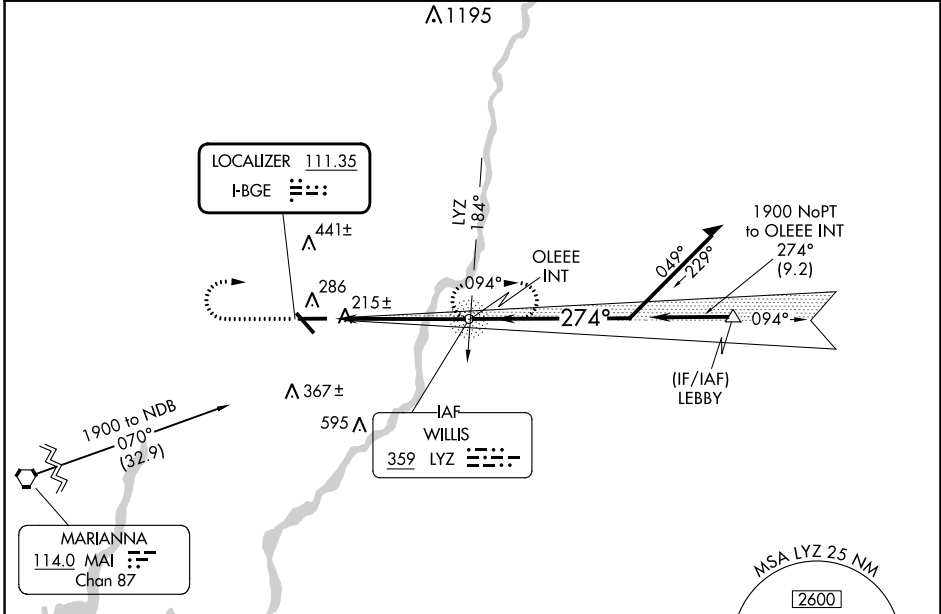 1195
LOCALIZER 111.35
I-BGE
441±
LYZ
184°
OLEEE
INT
1900 NoPT
to OLEEE INT
274°
(9.2)
049°
229°
286
215±
094°
274°
094°
(IF/IAF)
LEBBY
367±
595
IAF
WILLIS
359 LYZ
1900 to NDB
070°
(32.9)
MARIANNA
114.0 MAI
Chan 87
MSA LYZ 25 NM
2600